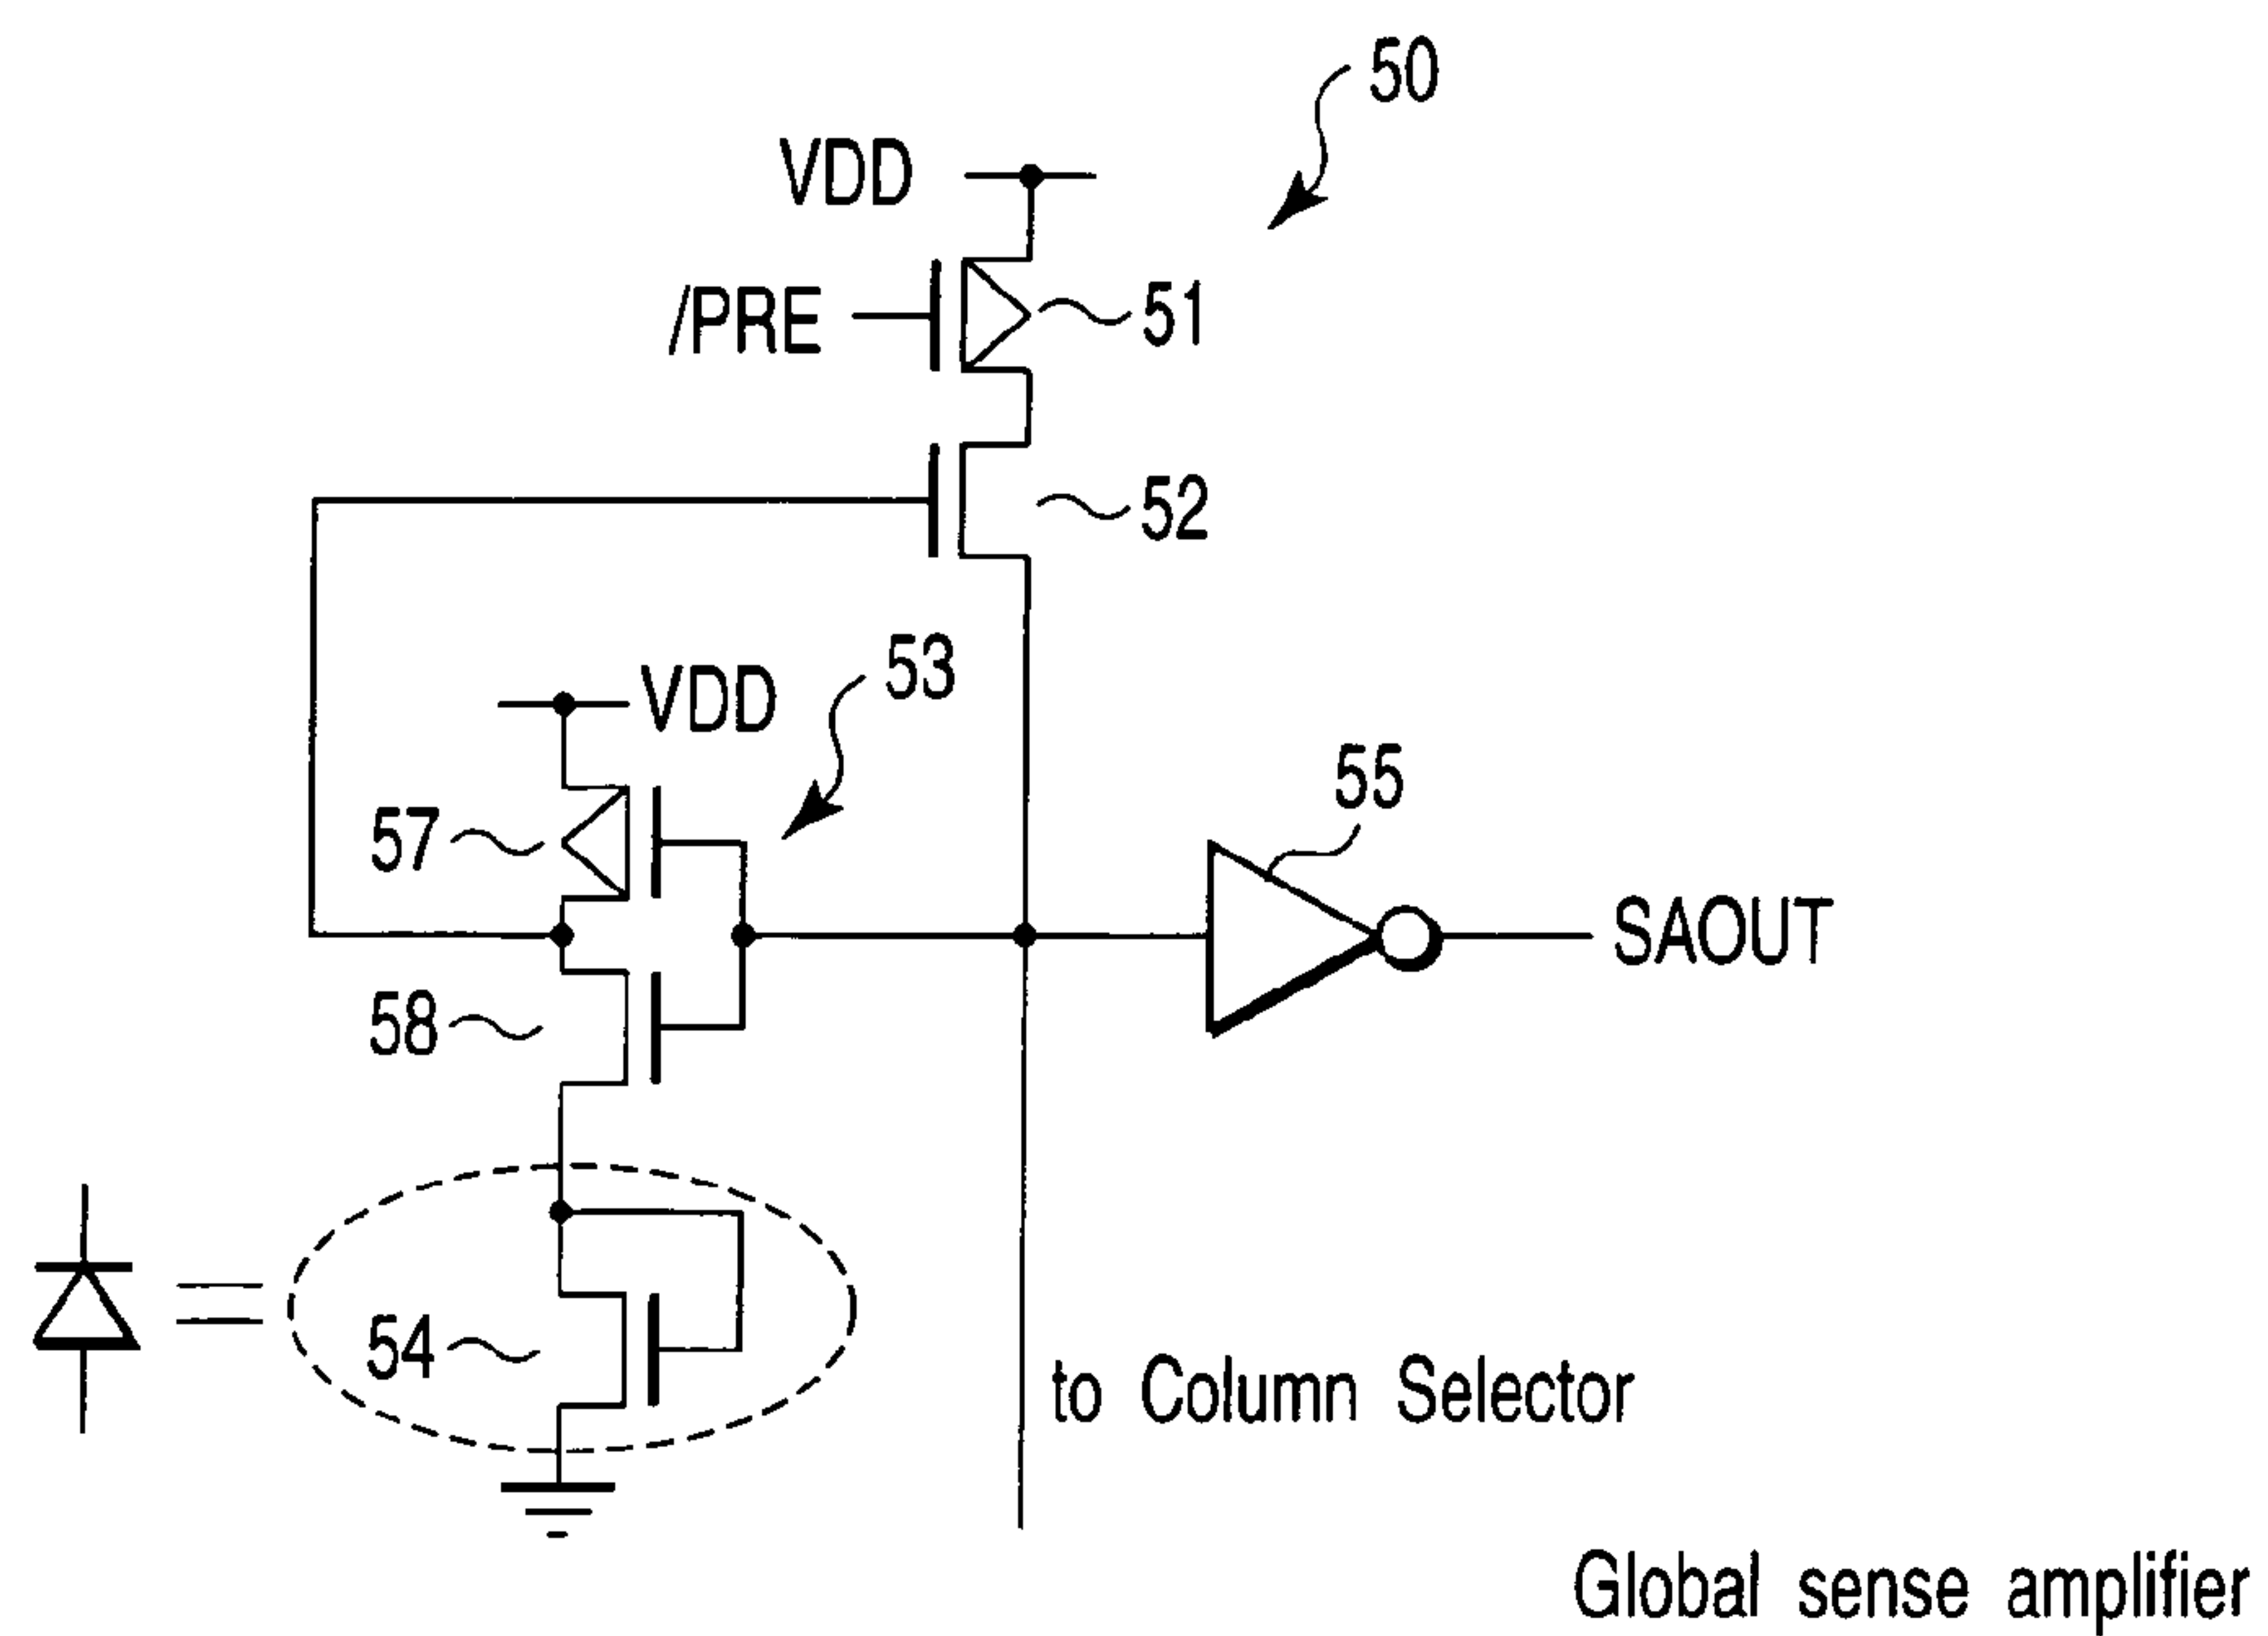 50
VDD
/PRE
51
52
53
VDD
55
57
SAOUT
58
54
to Column Selector
Global sense amplifier